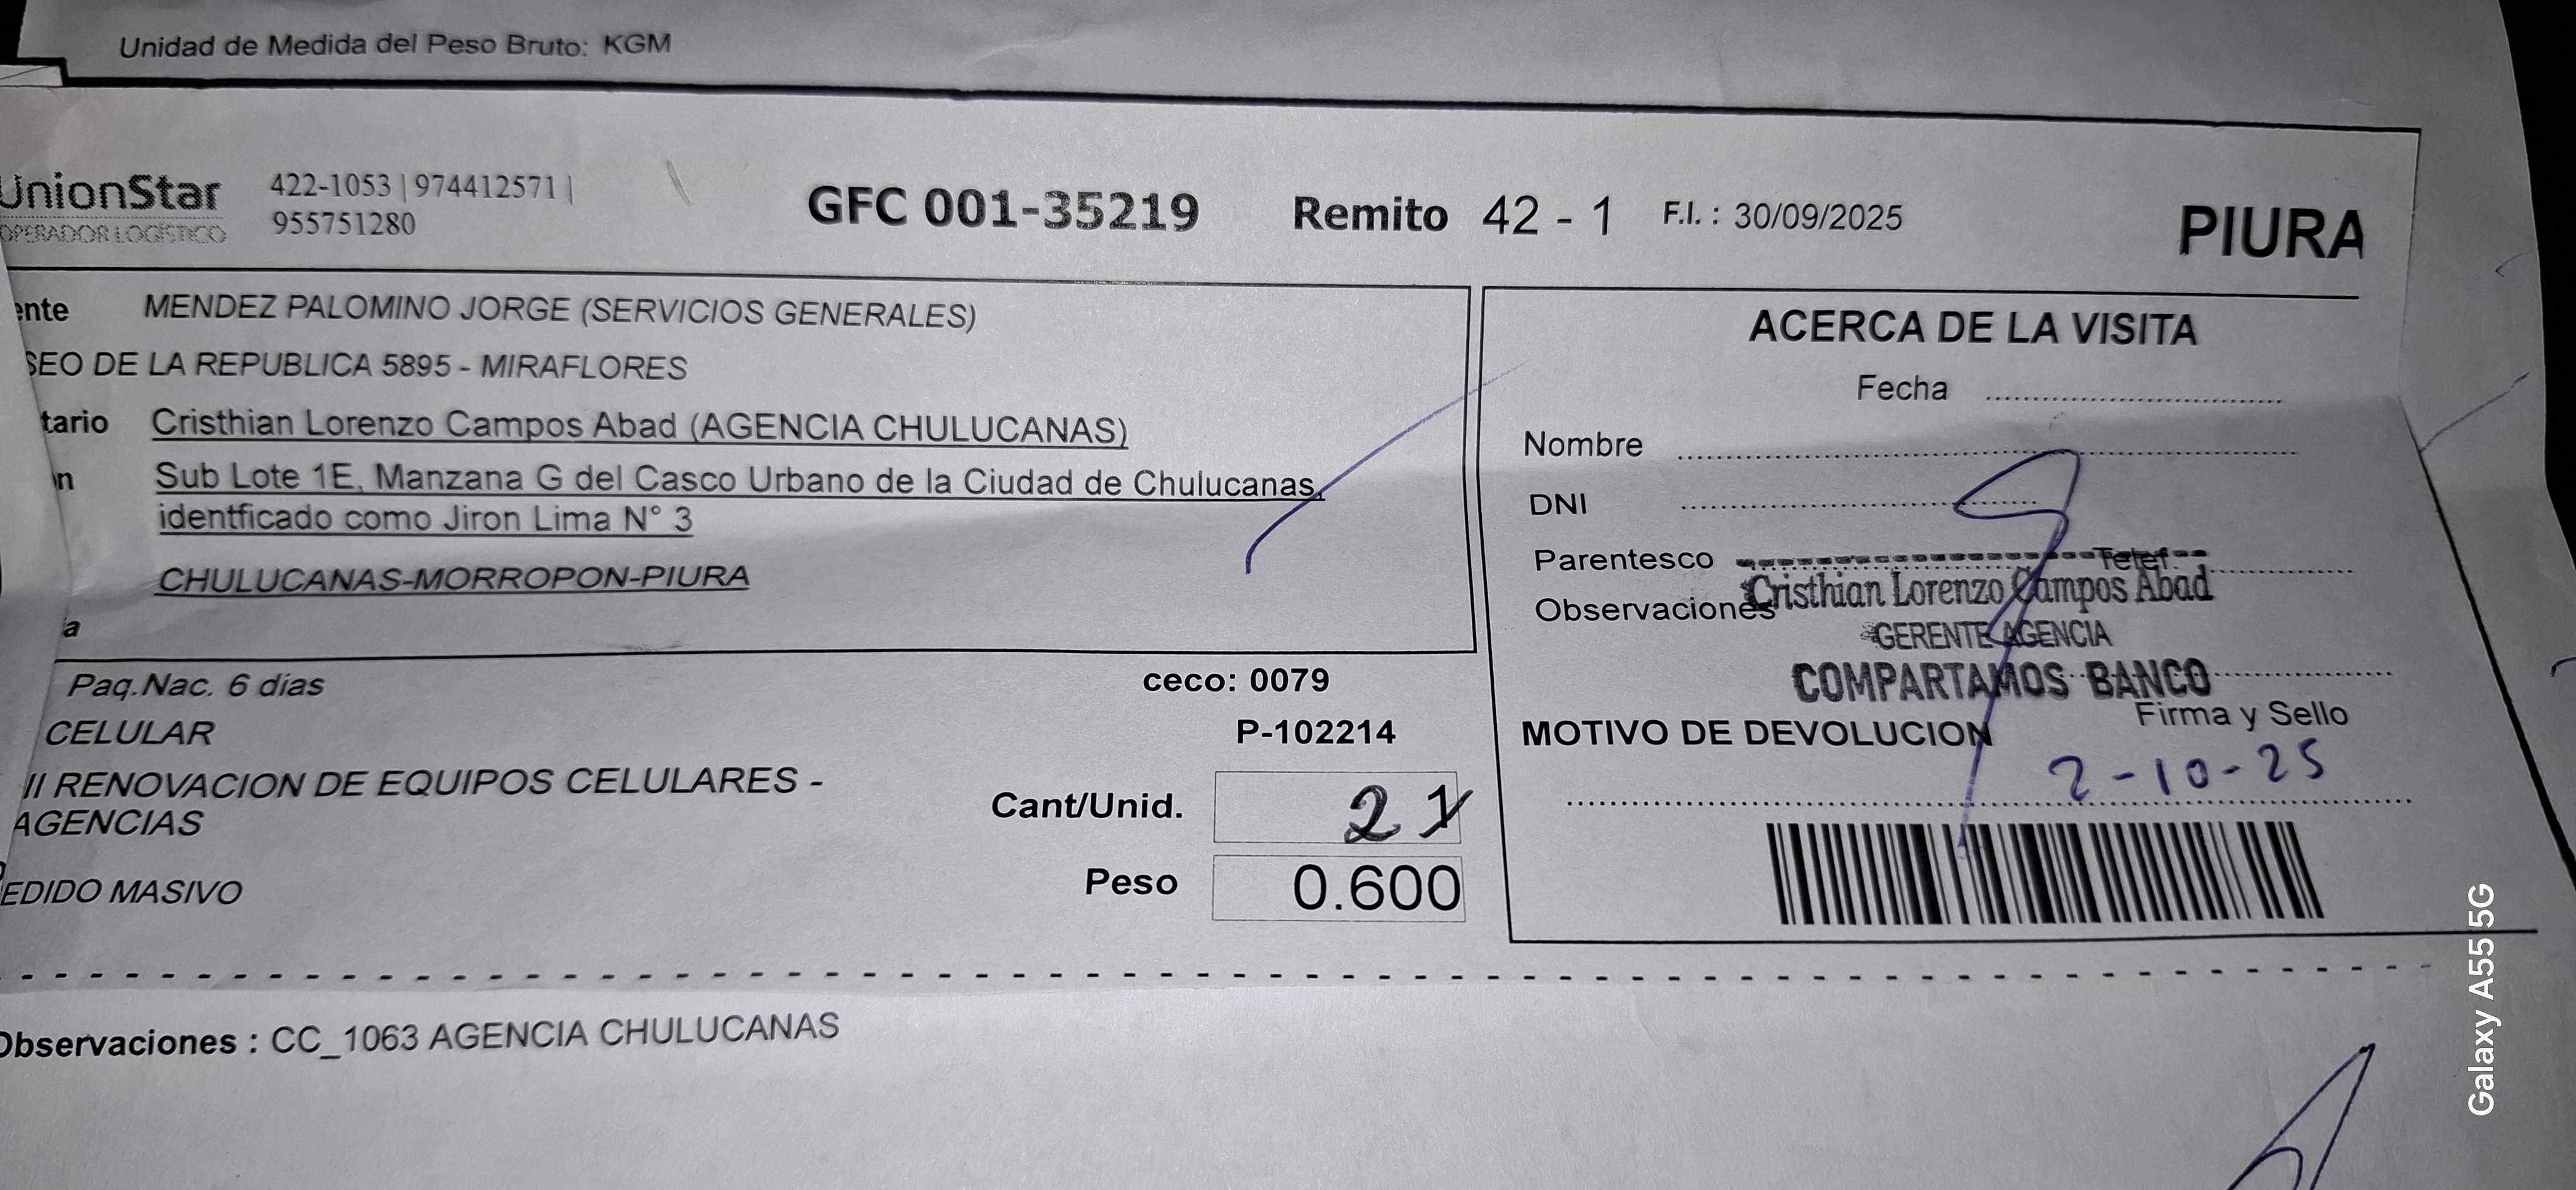 Unidad de Medida del Peso Bruto: KGM
UnionStar
OPERADOR LOGÍSTICO
422-1053 | 974412571 |
955751280
GFC 001-35219 Remito 42 - 1 F.I. : 30/09/2025 PIURA
ente MENDEZ PALOMINO JORGE (SERVICIOS GENERALES)
SEO DE LA REPUBLICA 5895 - MIRAFLORES
tario Cristhian Lorenzo Campos Abad (AGENCIA CHULUCANAS)
n Sub Lote 1E, Manzana G del Casco Urbano de la Ciudad de Chulucanas,
identficado como Jiron Lima N° 3
CHULUCANAS-MORROPON-PIURA
a
Paq.Nac. 6 dias ceco: 0079
CELULAR P-102214
II RENOVACION DE EQUIPOS CELULARES -
AGENCIAS
Cant/Unid. 2 1
EDIDO MASIVO Peso 0.600
ACERCA DE LA VISITA
Fecha
Nombre
DNI
Parentesco Telef.
Observaciones
Cristhian Lorenzo Campos Abad
GERENTE AGENCIA
COMPARTAMOS BANCO
Firma y Sello
MOTIVO DE DEVOLUCION
2-10-25
Observaciones : CC_1063 AGENCIA CHULUCANAS
Galaxy A55 5G